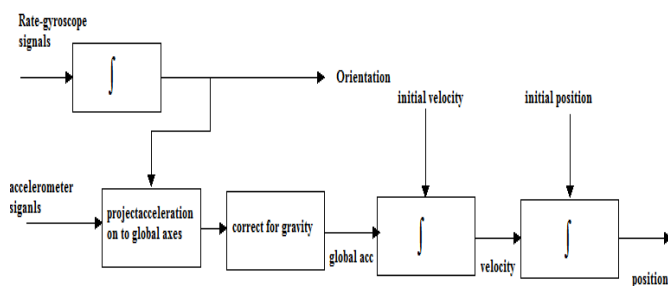 Rate-gyroscope
signals
∫
Orientation
initial velocity
initial position
accelerometer
siganls
projectacceleration
on to global axes
correct for gravity
global acc
∫
velocity
∫
position